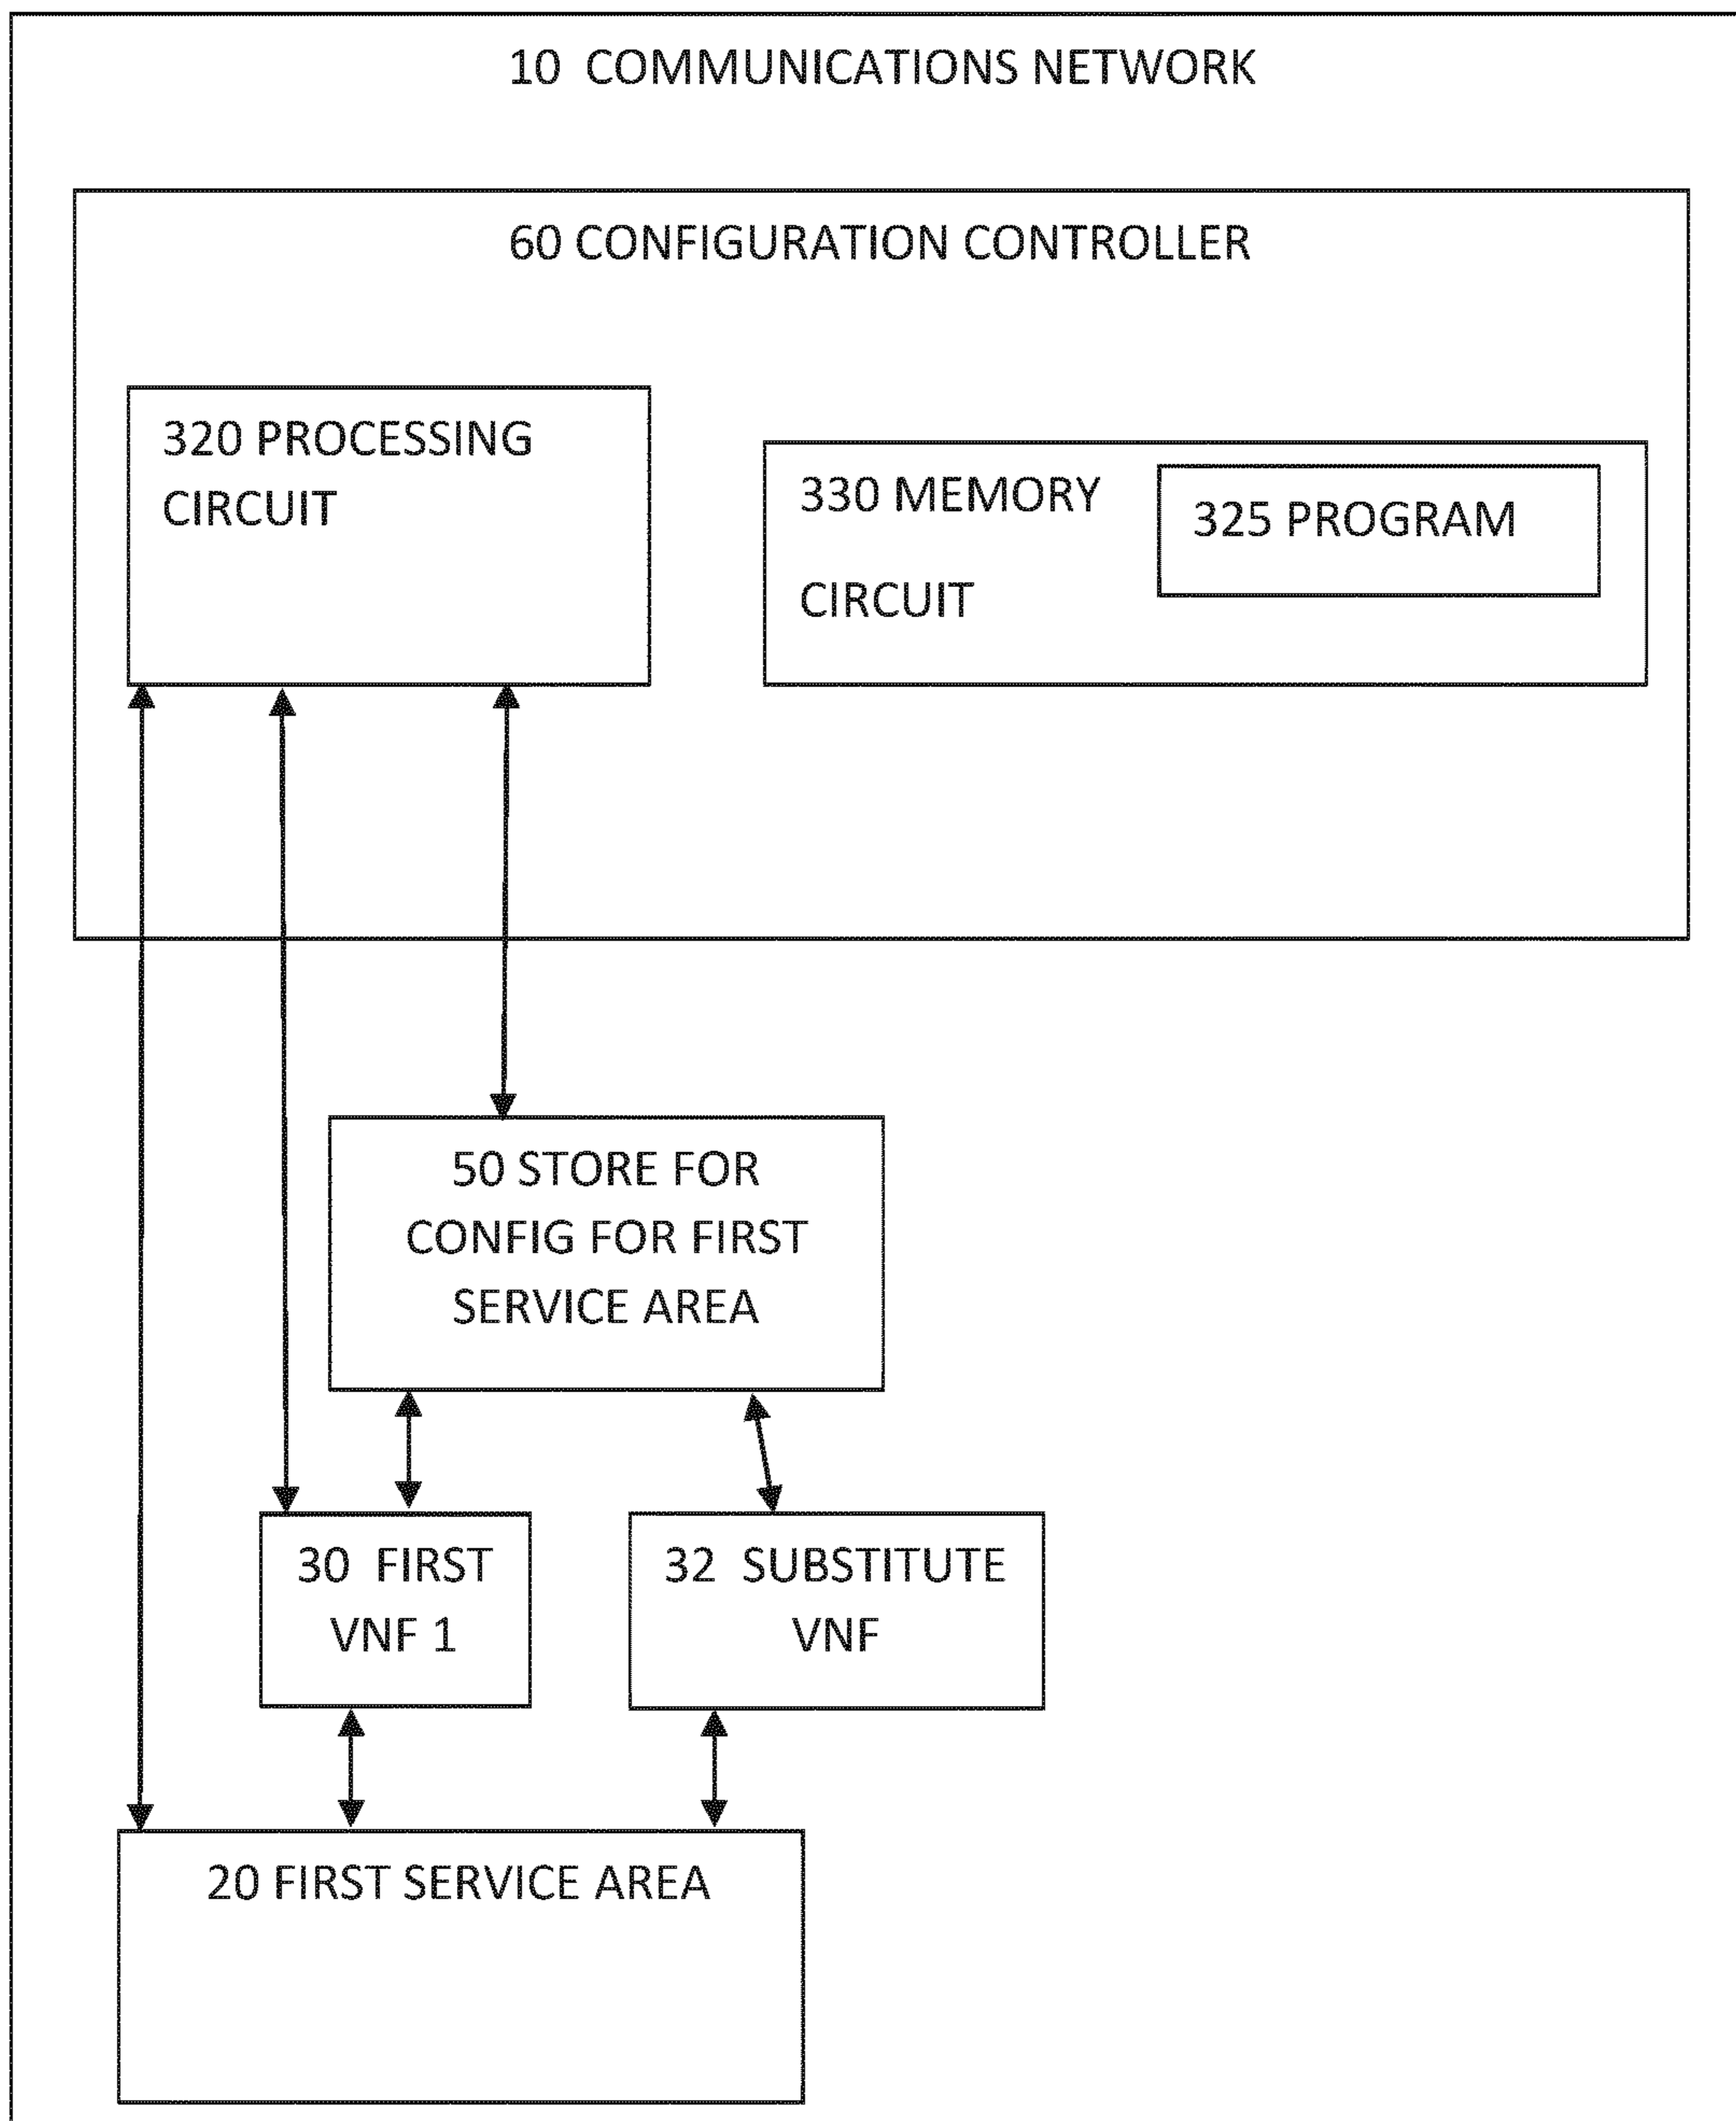 10 COMMUNICATIONS NETWORK
60 CONFIGURATION CONTROLLER
320 PROCESSING
CIRCUIT
330 MEMORY
CIRCUIT
325 PROGRAM
50 STORE FOR
CONFIG FOR FIRST
SERVICE AREA
30 FIRST
VNF 1
32 SUBSTITUTE
VNF
20 FIRST SERVICE AREA